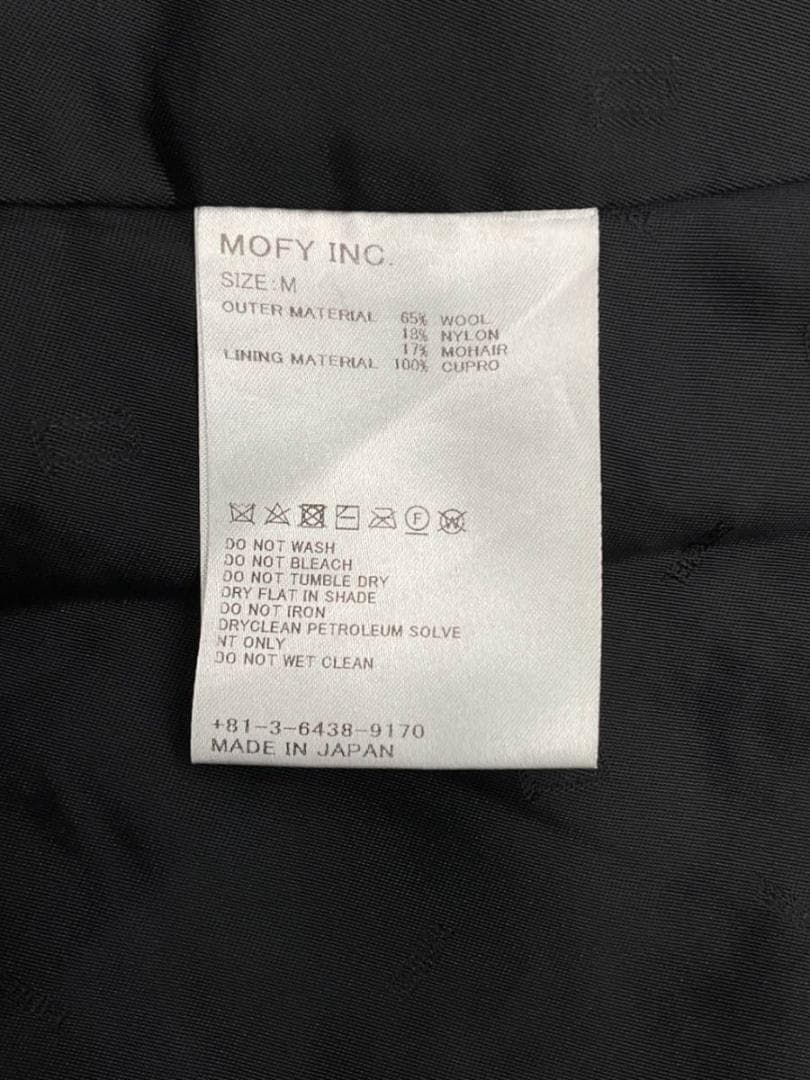 MOFY INC.
SIZE:M
OUTER MATERIAL 65% WOOL
18% NYLON
17% MOHAIR
LINING MATERIAL 100% CUPRO
F W
DO NOT WASH
DO NOT BLEACH
DO NOT TUMBLE DRY
DRY FLAT IN SHADE
DO NOT IRON
DRYCLEAN PETROLEUM SOLVE
NT ONLY
DO NOT WET CLEAN
+81-3-6438-9170
MADE IN JAPAN